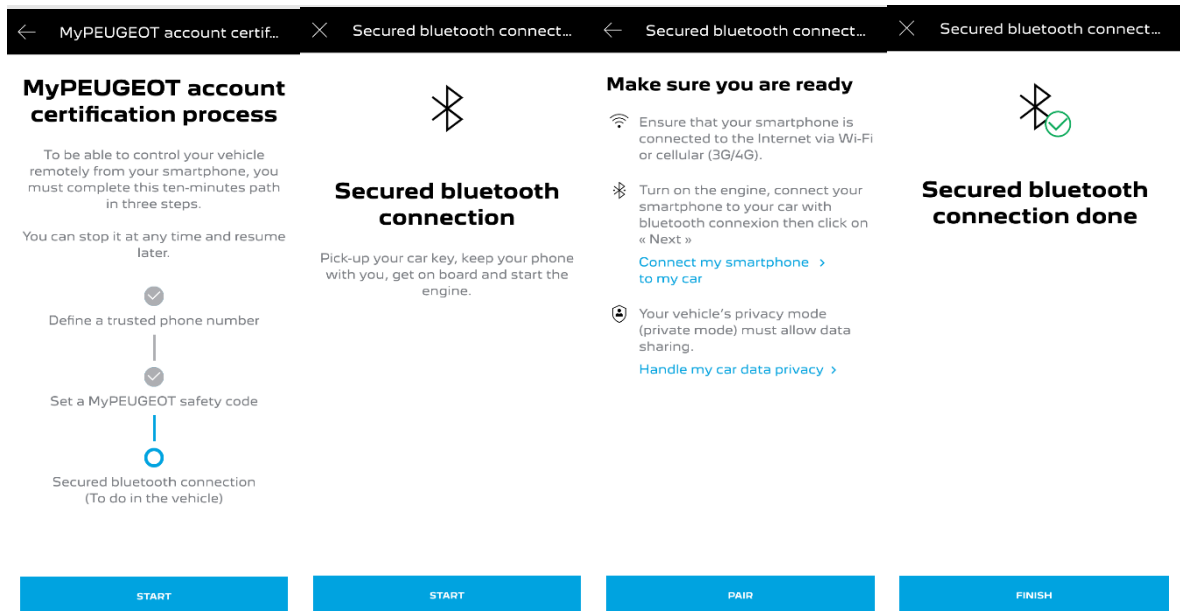 MyPEUGEOT account certif...
MyPEUGEOT account
certification process
To be able to control your vehicle
remotely from your smartphone, you
must complete this ten-minutes path
in three steps.
You can stop it at any time and resume
later.
Define a trusted phone number
Set a MyPEUGEOT safety code
Secured bluetooth connection
(To do in the vehicle)
START
Secured bluetooth connect...
Secured bluetooth
connection
Pick-up your car key, keep your phone
with you, get on board and start the
engine.
START
Secured bluetooth connect...
Make sure you are ready
Ensure that your smartphone is
connected to the Internet via Wi-Fi
or cellular (3G/4G).
Turn on the engine, connect your
smartphone to your car with
bluetooth connexion then click on
« Next »
Connect my smartphone >
to my car
Your vehicle's privacy mode
(private mode) must allow data
sharing.
Handle my car data privacy >
PAIR
Secured bluetooth connect...
Secured bluetooth
connection done
FINISH